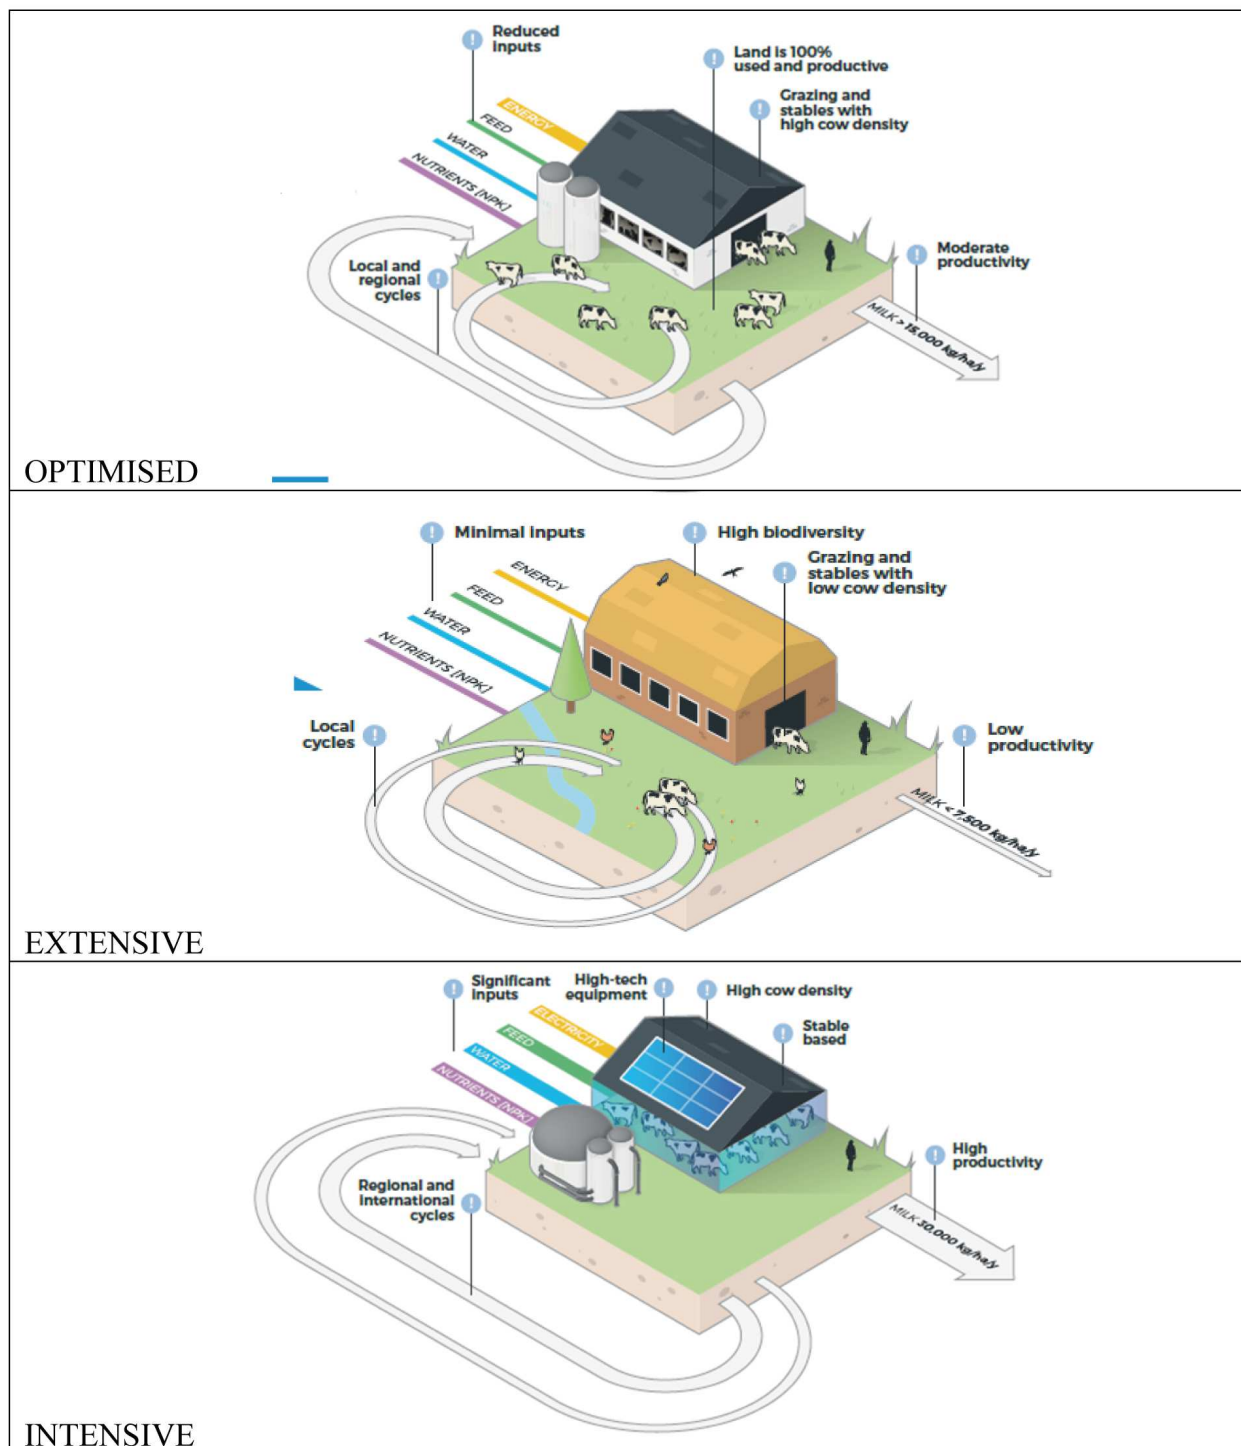 Reduced
inputs
Land is 100%
used and productive
Grazing and
stables with
high cow density
ENERGY
FEED
WATER
NUTRIENTS [NPK]
Local and
regional
cycles
Moderate
productivity
MILK > 15,000 kg/ha/y
OPTIMISED
Minimal inputs
High biodiversity
Grazing and
stables with
low cow density
ENERGY
FEED
WATER
NUTRIENTS [NPK]
Local
cycles
Low
productivity
MILK < 7,500 kg/ha/y
EXTENSIVE
Significant
inputs
High-tech
equipment
High cow density
Stable
based
ELECTRICITY
FEED
WATER
NUTRIENTS [NPK]
Regional and
international
cycles
High
productivity
MILK 30,000 kg/ha/y
INTENSIVE